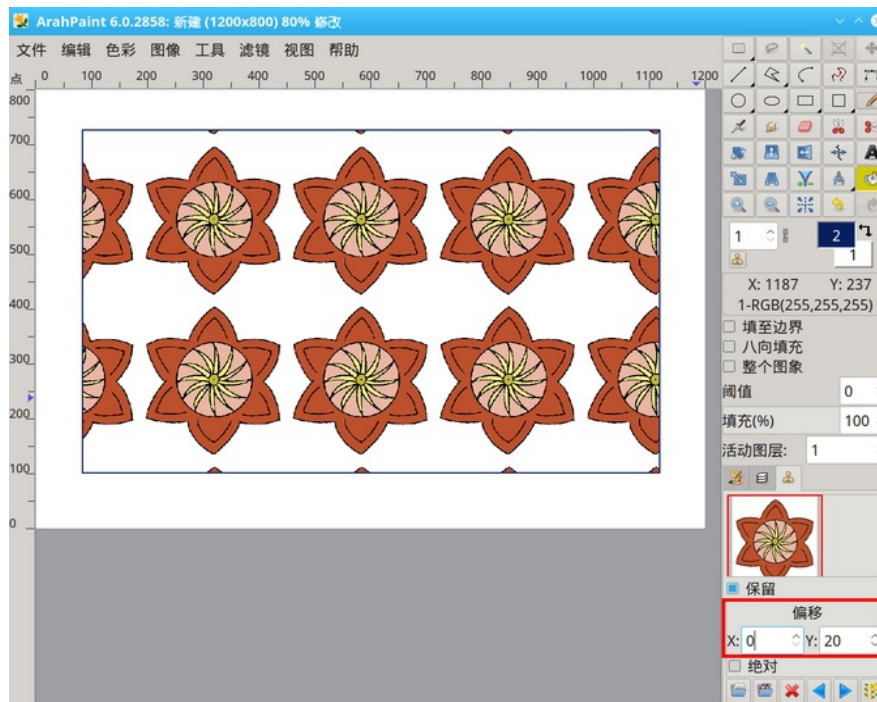 ArahPaint 6.0.2858: 新建 (1200x800) 80% 修改
文件 编辑 色彩 图像 工具 滤镜 视图 帮助
点 0 100 200 300 400 500 600 700 800 900 1000 1100 1200
800
700
600
500
400
300
200
100
0
1
2
1
X: 1187 Y: 237
1-RGB(255,255,255)
填至边界
八向填充
整个图象
阈值 0
填充(%) 100
活动图层: 1
保留
偏移
X: 0 Y: 20
绝对